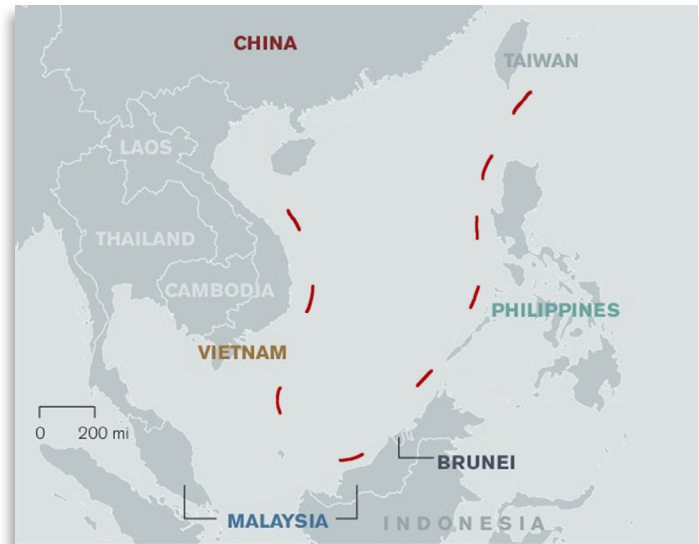 CHINA
TAIWAN
LAOS
THAILAND
CAMBODIA
PHILIPPINES
VIETNAM
0 200 mi
BRUNEI
MALAYSIA
INDONESIA